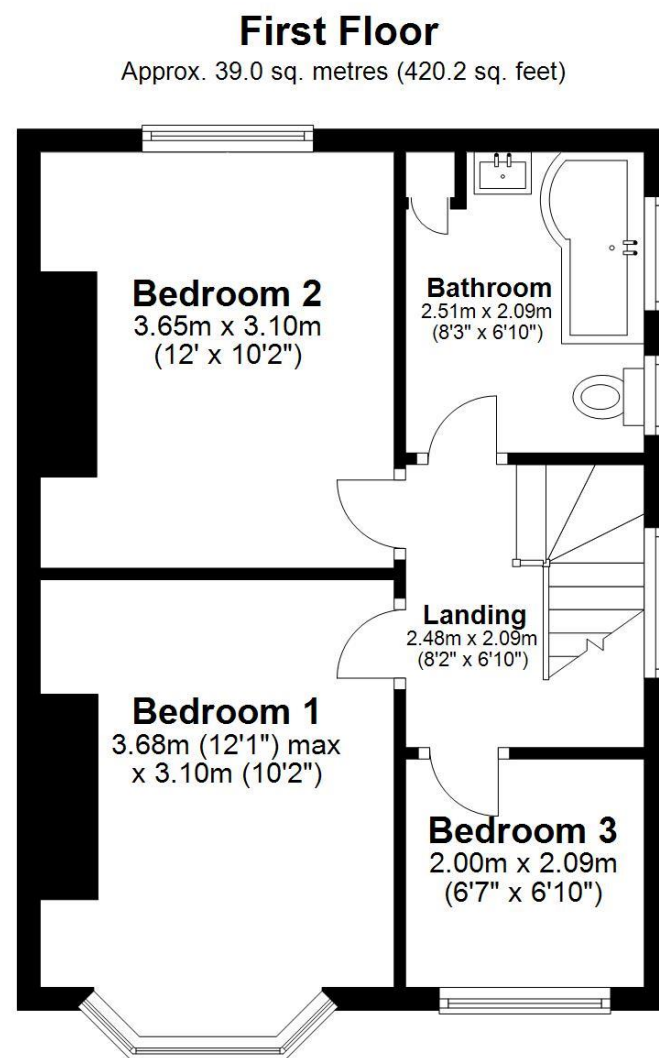 First Floor
Approx. 39.0 sq. metres (420.2 sq. feet)
Bedroom 2
3.65m x 3.10m
(12' x 10'2")
Bathroom
2.51m x 2.09m
(8'3" x 6'10")
Landing
2.48m x 2.09m
(8'2" x 6'10")
Bedroom 1
3.68m (12'1") max
x 3.10m (10'2")
Bedroom 3
2.00m x 2.09m
(6'7" x 6'10")